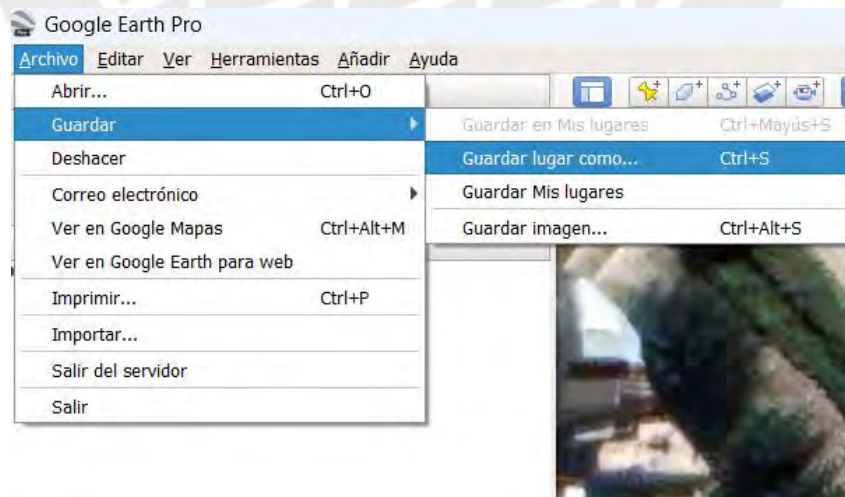 Google Earth Pro
Archivo Editar Ver Herramientas Añadir Ayuda
Abrir... Ctrl+O
Guardar
Deshacer
Correo electrónico
Ver en Google Mapas Ctrl+Alt+M
Ver en Google Earth para web
Imprimir... Ctrl+P
Importar...
Salir del servidor
Salir
Guardar en Mis lugares Ctrl+Mayús+S
Guardar lugar como... Ctrl+S
Guardar Mis lugares
Guardar imagen... Ctrl+Alt+S